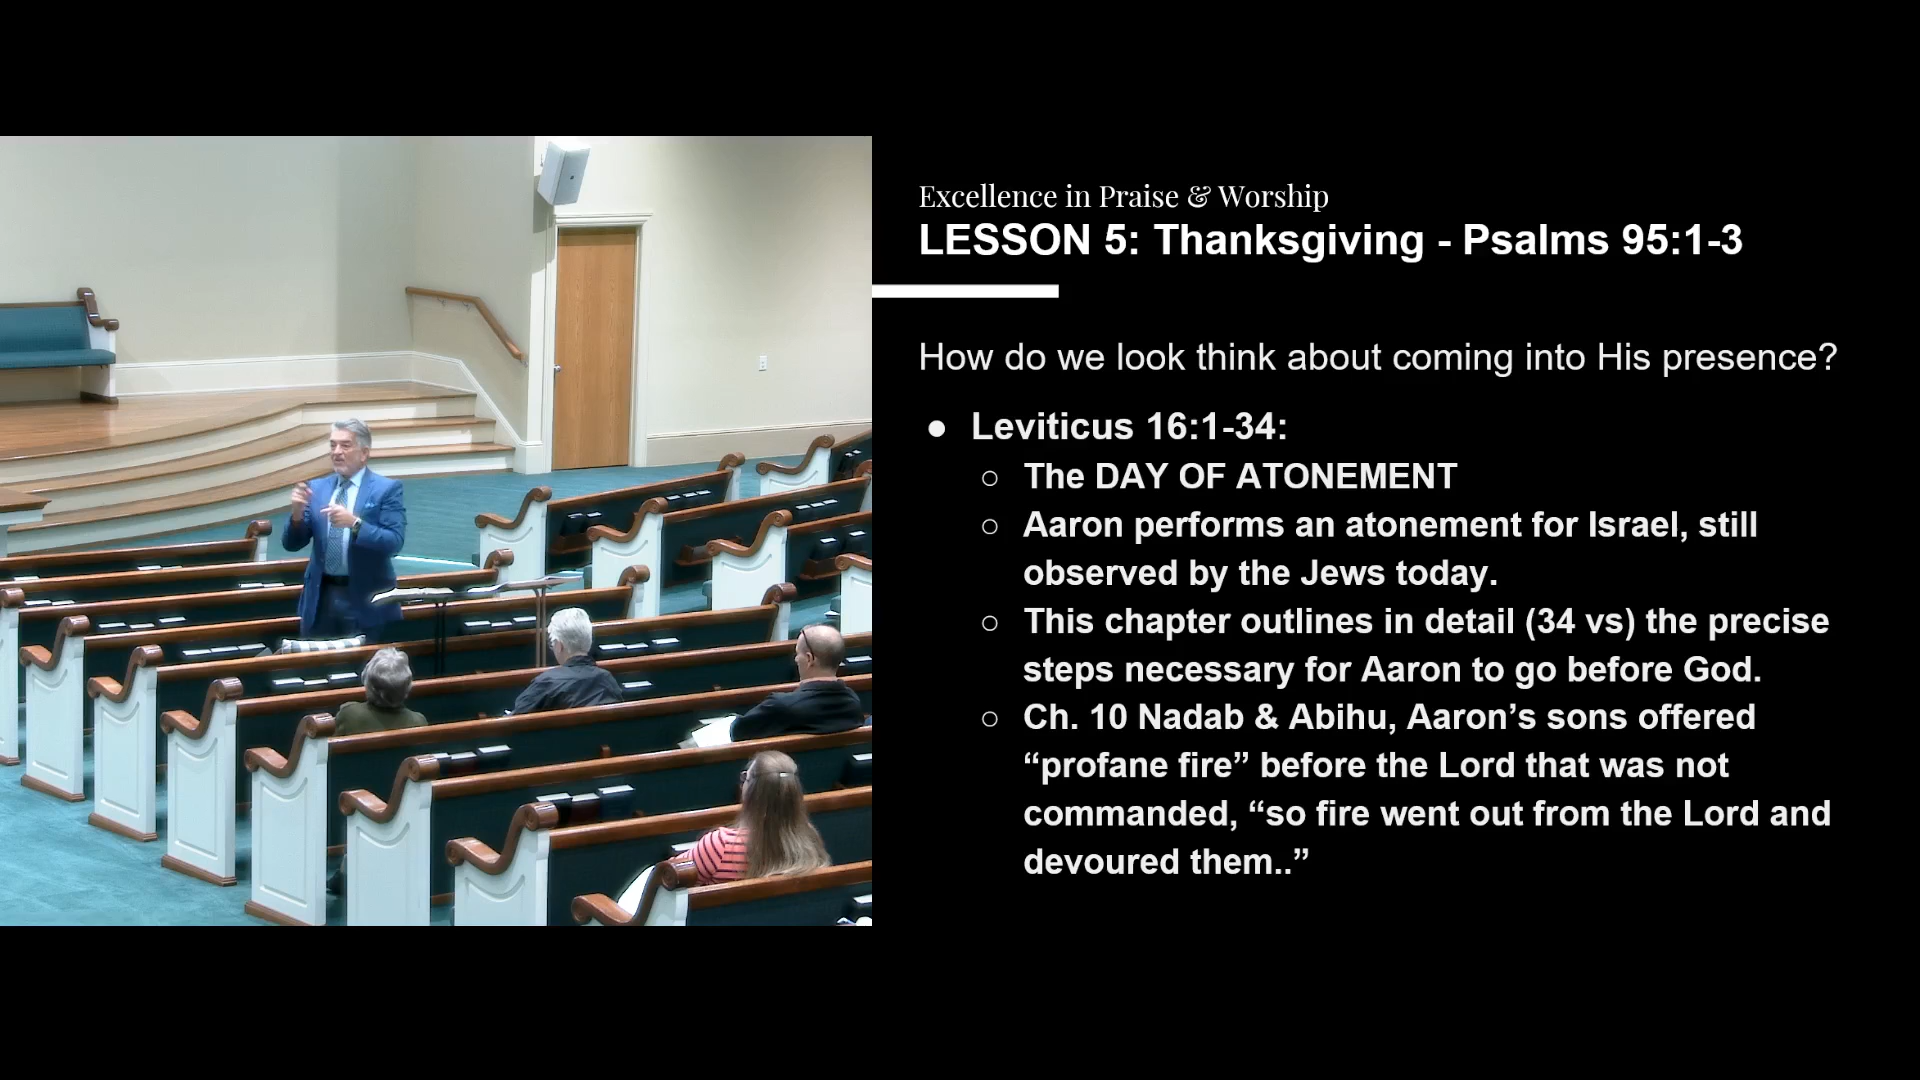 Excellence in Praise & Worship
LESSON 5: Thanksgiving - Psalms 95:1-3
How do we look think about coming into His presence?
● Leviticus 16:1-34:
○ The DAY OF ATONEMENT
○ Aaron performs an atonement for Israel, still
observed by the Jews today.
○ This chapter outlines in detail (34 vs) the precise
steps necessary for Aaron to go before God.
○ Ch. 10 Nadab & Abihu, Aaron’s sons offered
“profane fire” before the Lord that was not
commanded, “so fire went out from the Lord and
devoured them..”